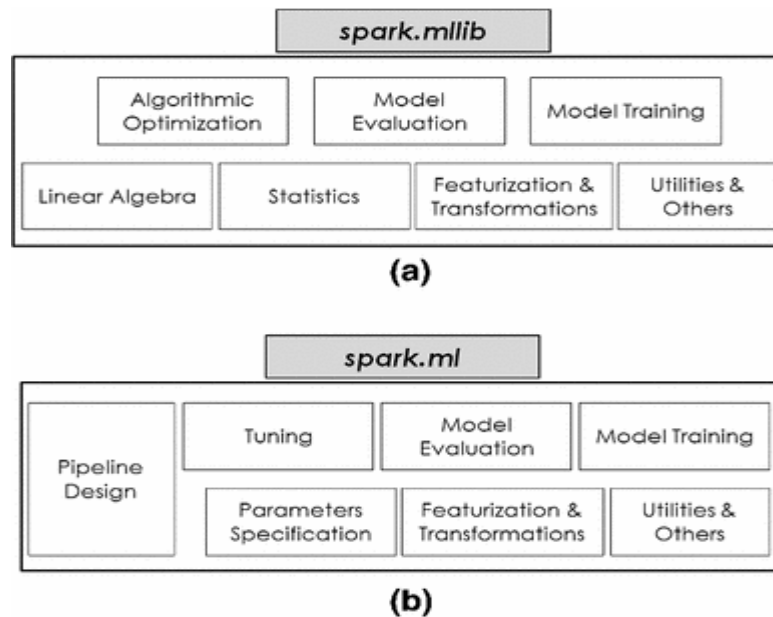 spark.mllib
Algorithmic
Optimization
Model
Evaluation
Model Training
Linear Algebra
Statistics
Featurization &
Transformations
Utilities &
Others
(a)
spark.ml
Pipeline
Design
Tuning
Model
Evaluation
Model Training
Parameters
Specification
Featurization &
Transformations
Utilities &
Others
(b)